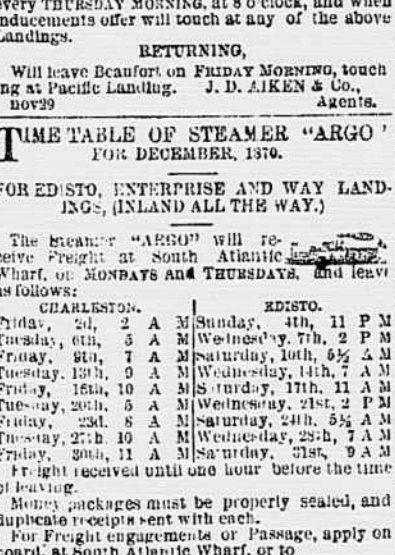 every THURSDAY MORNING, at 8 o'clock, and when
nducements offer will touch at any of the above
Landings.
RETURNING,
Will leave Beaufort on FRIDAY MORNING, touch
ng at Pacific Landing. J. D. AIKEN & Co.,
nov29 Agents.
TIME TABLE OF STEAMER "ARGO"
FOR DECEMBER, 1870.
FOR EDISTO, ENTERPRISE AND WAY LAND-
INGS, (INLAND ALL THE WAY.)
The Steamer "ARGO" will re-
ceive Freight at South Atlantic
Wharf, on MONDAYS and THURSDAYS, and leave
as follows:
CHARLESTON. EDISTO.
Friday, 2d, 2 A M Sunday, 4th, 11 P M
Tuesday, 6th, 5 A M Wednesday, 7th, 2 P M
Friday, 9th, 7 A M Saturday, 10th, 5½ A M
Tuesday, 13th, 9 A M Wednesday, 14th, 7 A M
Friday, 16th, 10 A M Saturday, 17th, 11 A M
Tuesday, 20th, 5 A M Wednesday, 21st, 2 P M
Friday, 23d, 8 A M Saturday, 24th, 5½ A M
Tuesday, 27th, 10 A M Wednesday, 28th, 7 A M
Friday, 30th, 11 A M Saturday, 31st, 9 A M
Freight received until one hour before the time
of leaving.
Money packages must be properly sealed, and
duplicate receipts sent with each.
For Freight engagements or Passage, apply on
board, at South Atlantic Wharf, or to